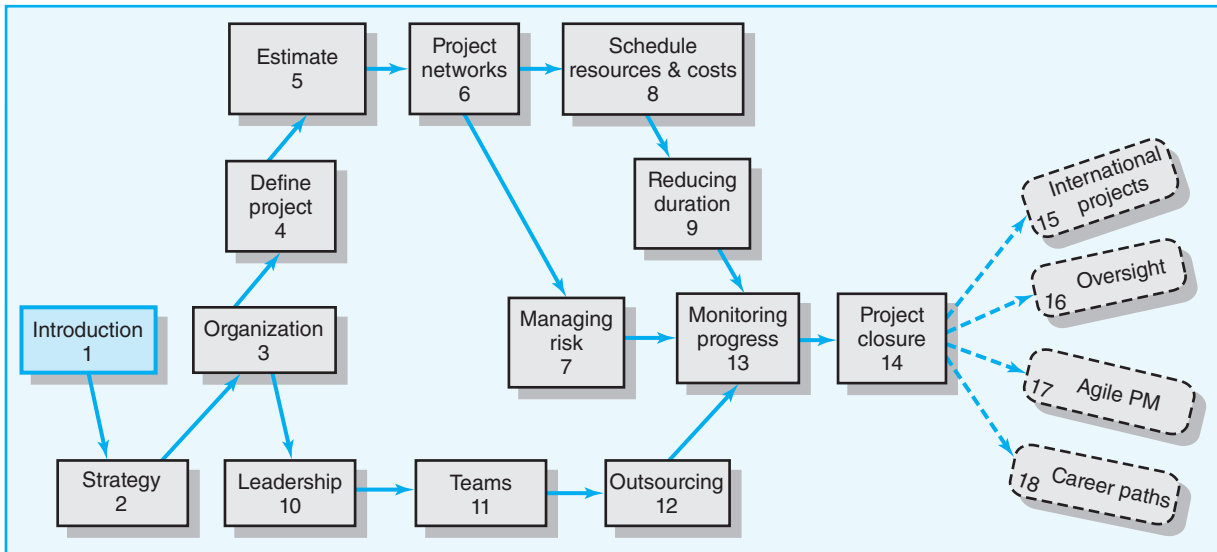 Estimate
5
Project
networks
6
Schedule
resources & costs
8
Define
project
4
Reducing
duration
9
International
projects
15
Oversight
16
Introduction
1
Organization
3
Managing
risk
7
Monitoring
progress
13
Project
closure
14
Agile PM
17
Strategy
2
Leadership
10
Teams
11
Outsourcing
12
Career paths
18